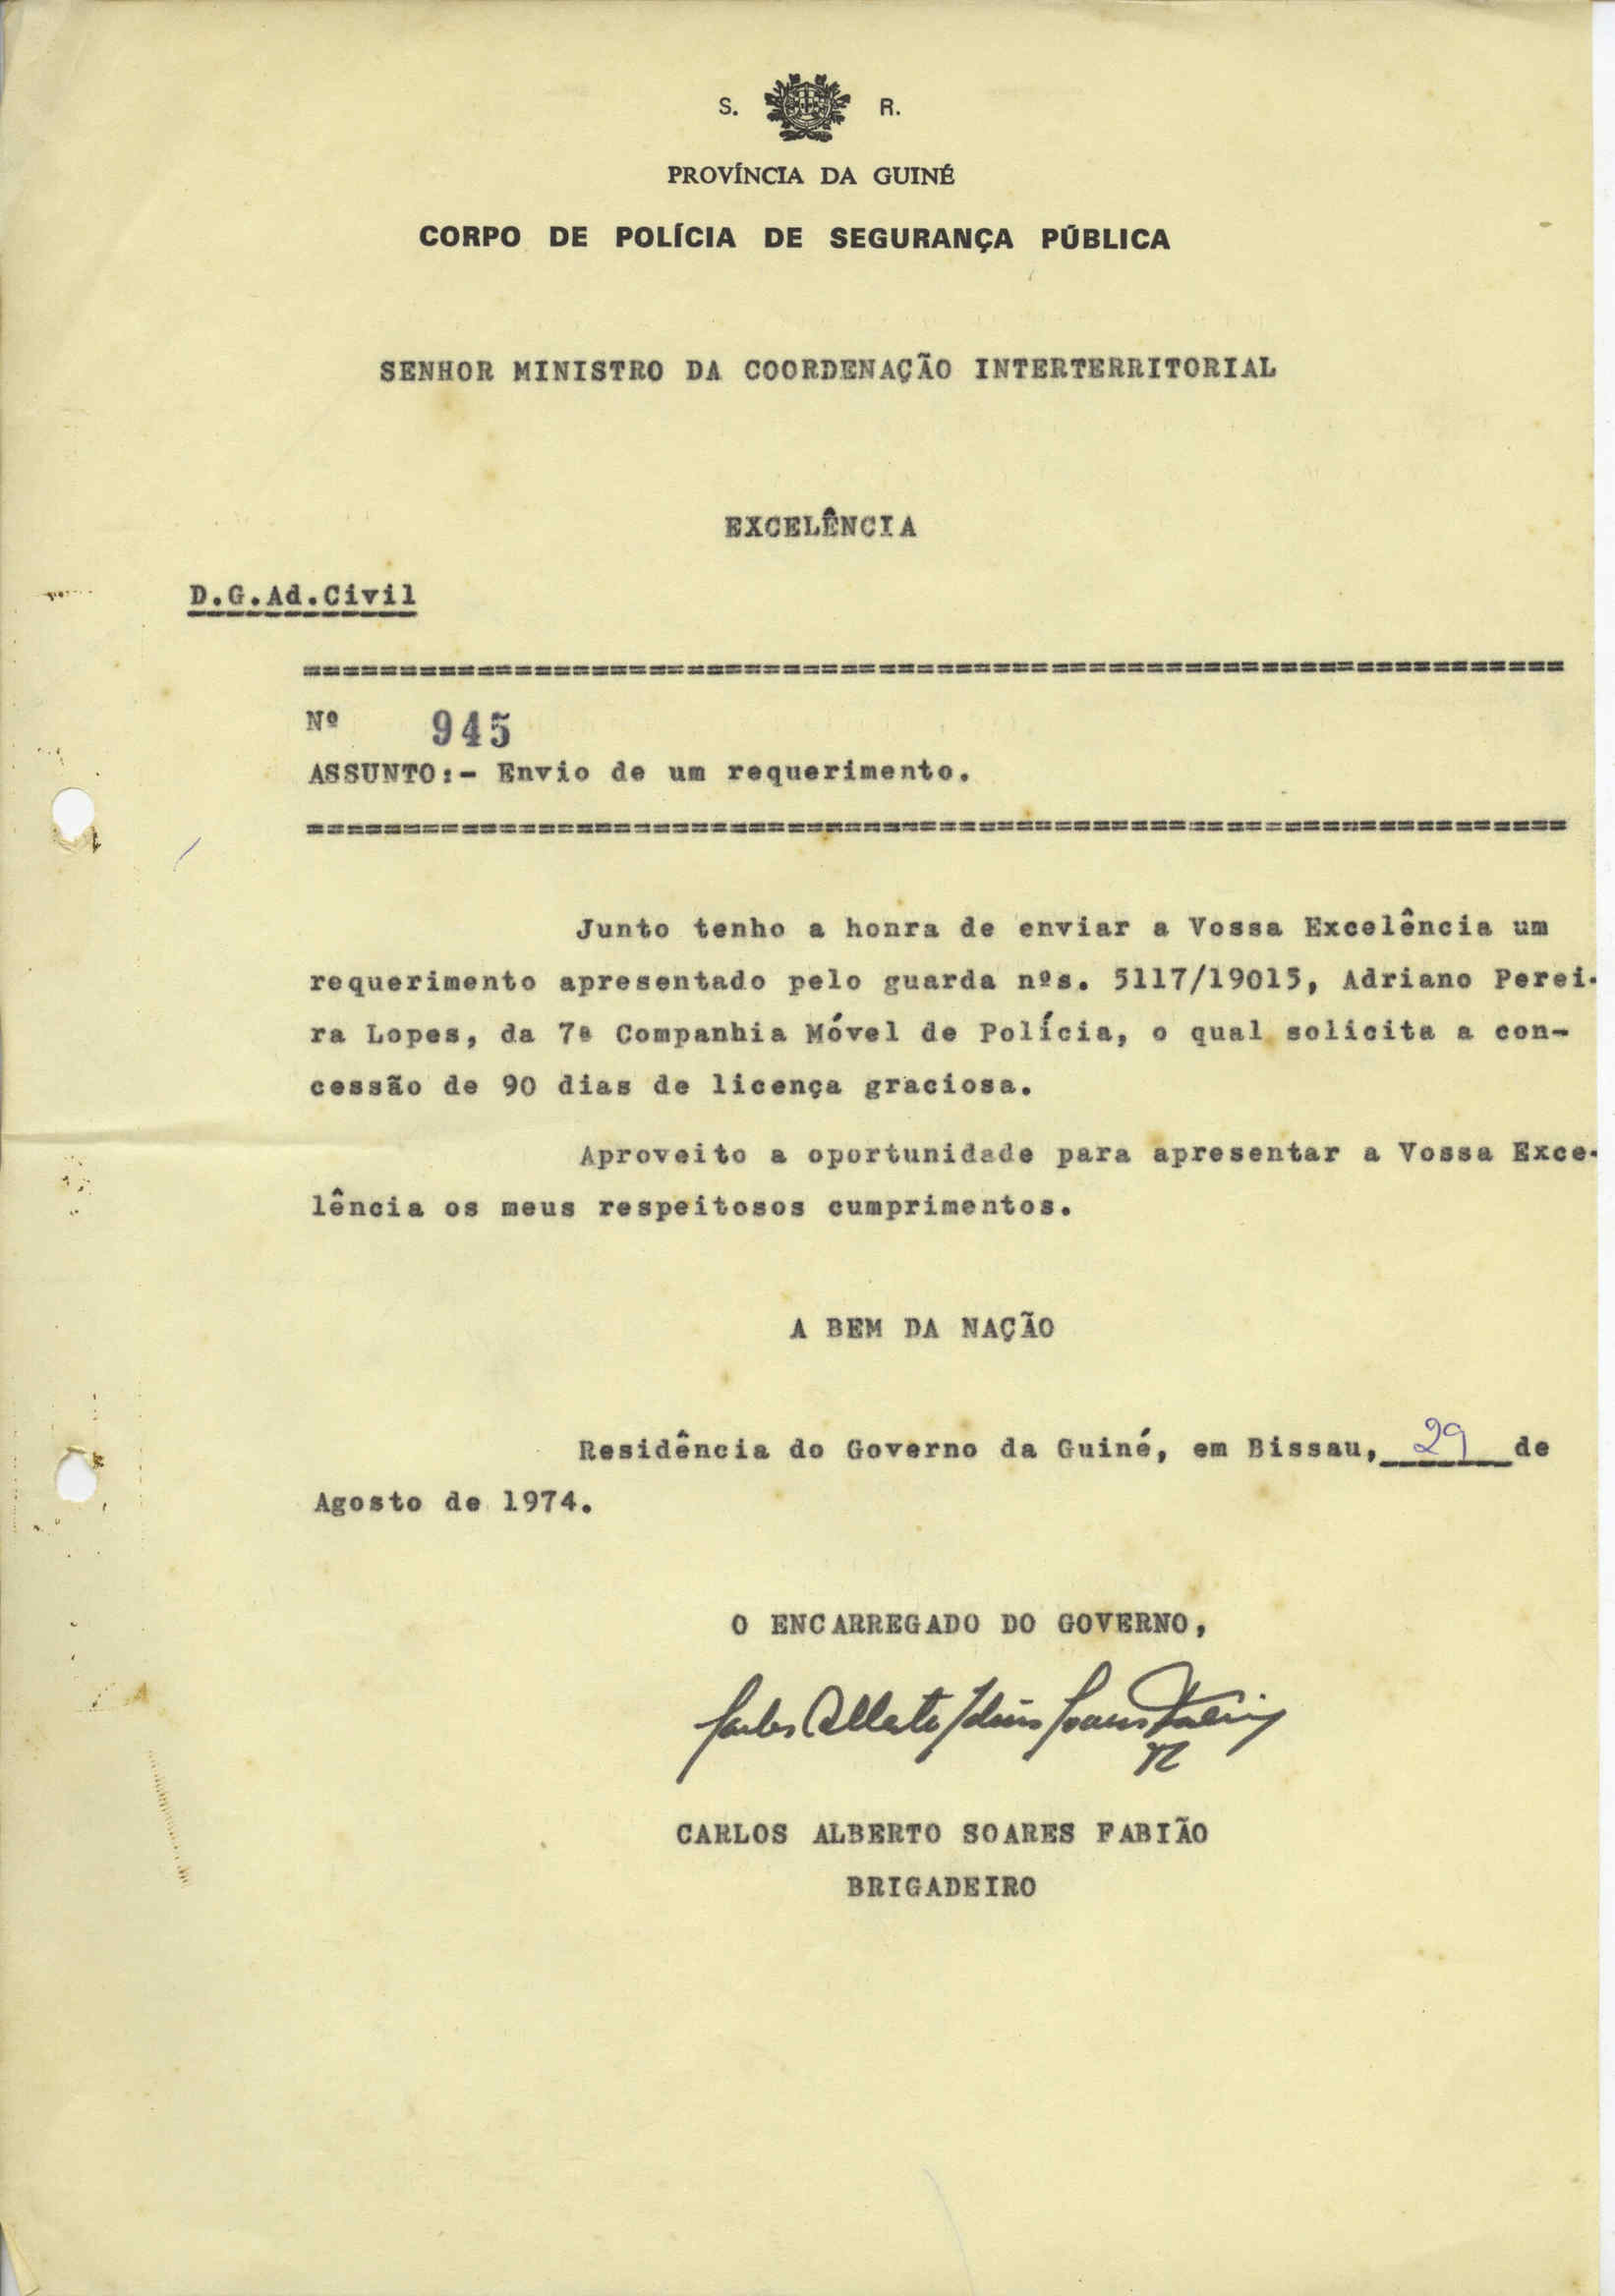 S. R.
PROVÍNCIA DA GUINÉ
CORPO DE POLÍCIA DE SEGURANÇA PÚBLICA
SENHOR MINISTRO DA COORDENAÇÃO INTERTERRITORIAL
EXCELÊNCIA
D.G.Ad.Civil
Nº 945
ASSUNTO:- Envio de um requerimento.
Junto tenho a honra de enviar a Vossa Excelência um
requerimento apresentado pelo guarda nºs. 5117/19015, Adriano Perei-
ra Lopes, da 7ª Companhia Móvel de Polícia, o qual solicita a con-
cessão de 90 dias de licença graciosa.
Aproveito a oportunidade para apresentar a Vossa Exce-
lência os meus respeitosos cumprimentos.
A BEM DA NAÇÃO
Residência do Governo da Guiné, em Bissau, 29 de
Agosto de 1974.
O ENCARREGADO DO GOVERNO,
Carlos Alberto Soares
CARLOS ALBERTO SOARES FABIÃO
BRIGADEIRO